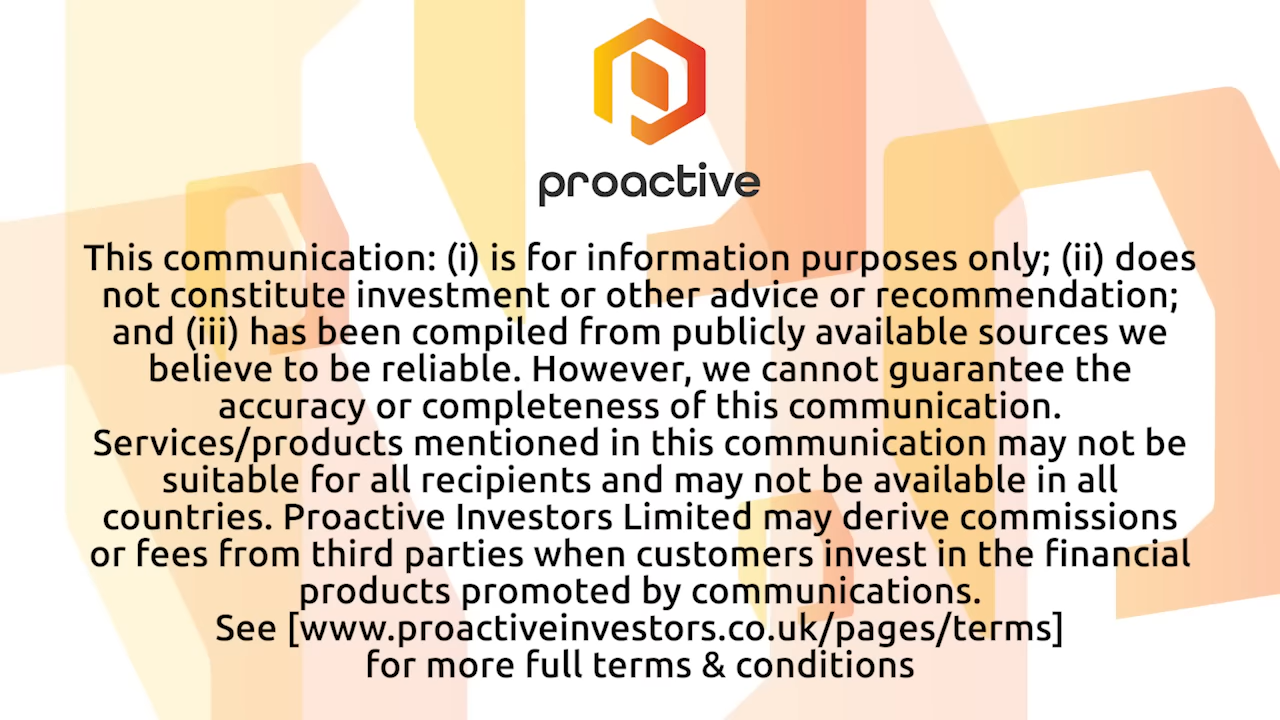 proactive
This communication: (i) is for information purposes only; (ii) does
not constitute investment or other advice or recommendation;
and (iii) has been compiled from publicly available sources we
believe to be reliable. However, we cannot guarantee the
accuracy or completeness of this communication.
Services/products mentioned in this communication may not be
suitable for all recipients and may not be available in all
countries. Proactive Investors Limited may derive commissions
or fees from third parties when customers invest in the financial
products promoted by communications.
See [www.proactiveinvestors.co.uk/pages/terms]
for more full terms & conditions